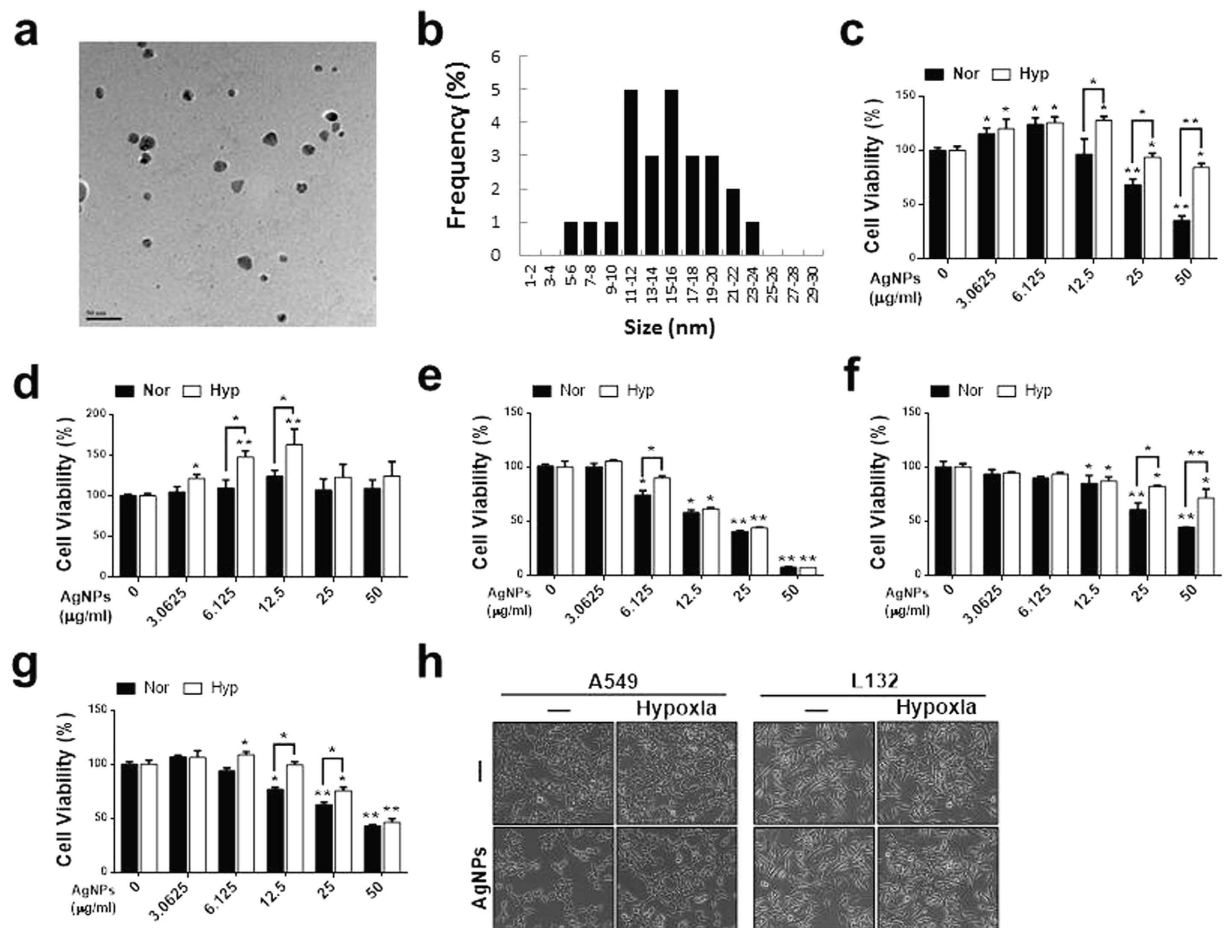 a
50 nm
b
Frequency (%)
6
5
3
2
1
0
1-2
3-4
5-6
7-8
9-10
11-12
13-14
15-16
17-18
19-20
21-22
23-24
25-26
27-28
29-30
Size (nm)
c
Nor Hyp
Cell Viability (%)
150
100
50
0
* * * * * * * ** * * ** ** *
AgNPs
(µg/ml)
0 3.0625 6.125 12.5 25 50
d
Nor Hyp
Cell Viability (%)
200
150
100
50
0
* * ** * **
AgNPs
(µg/ml)
0 3.0625 6.125 12.5 25 50
e
Nor Hyp
Cell Viability (%)
150
100
50
0
* * * * ** ** ** **
AgNPs
(µg/ml)
0 3.0625 6.125 12.5 25 50
f
Nor Hyp
Cell Viability (%)
150
100
50
0
* * * ** * ** ** *
AgNPs
(µg/ml)
0 3.0625 6.125 12.5 25 50
g
Nor Hyp
Cell Viability (%)
150
100
50
0
* * * * ** * ** **
AgNPs
(µg/ml)
0 3.0625 6.125 12.5 25 50
h
A549 L132
— Hypoxia — Hypoxia
—
AgNPs